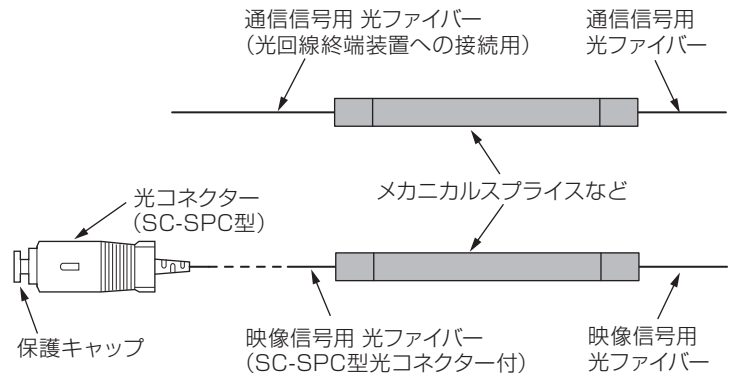 通信信号用 光ファイバー
（光回線終端装置への接続用）
通信信号用
光ファイバー
メカニカルスプライスなど
光コネクター
（SC-SPC型）
保護キャップ
映像信号用 光ファイバー
（SC-SPC型光コネクター付）
映像信号用
光ファイバー